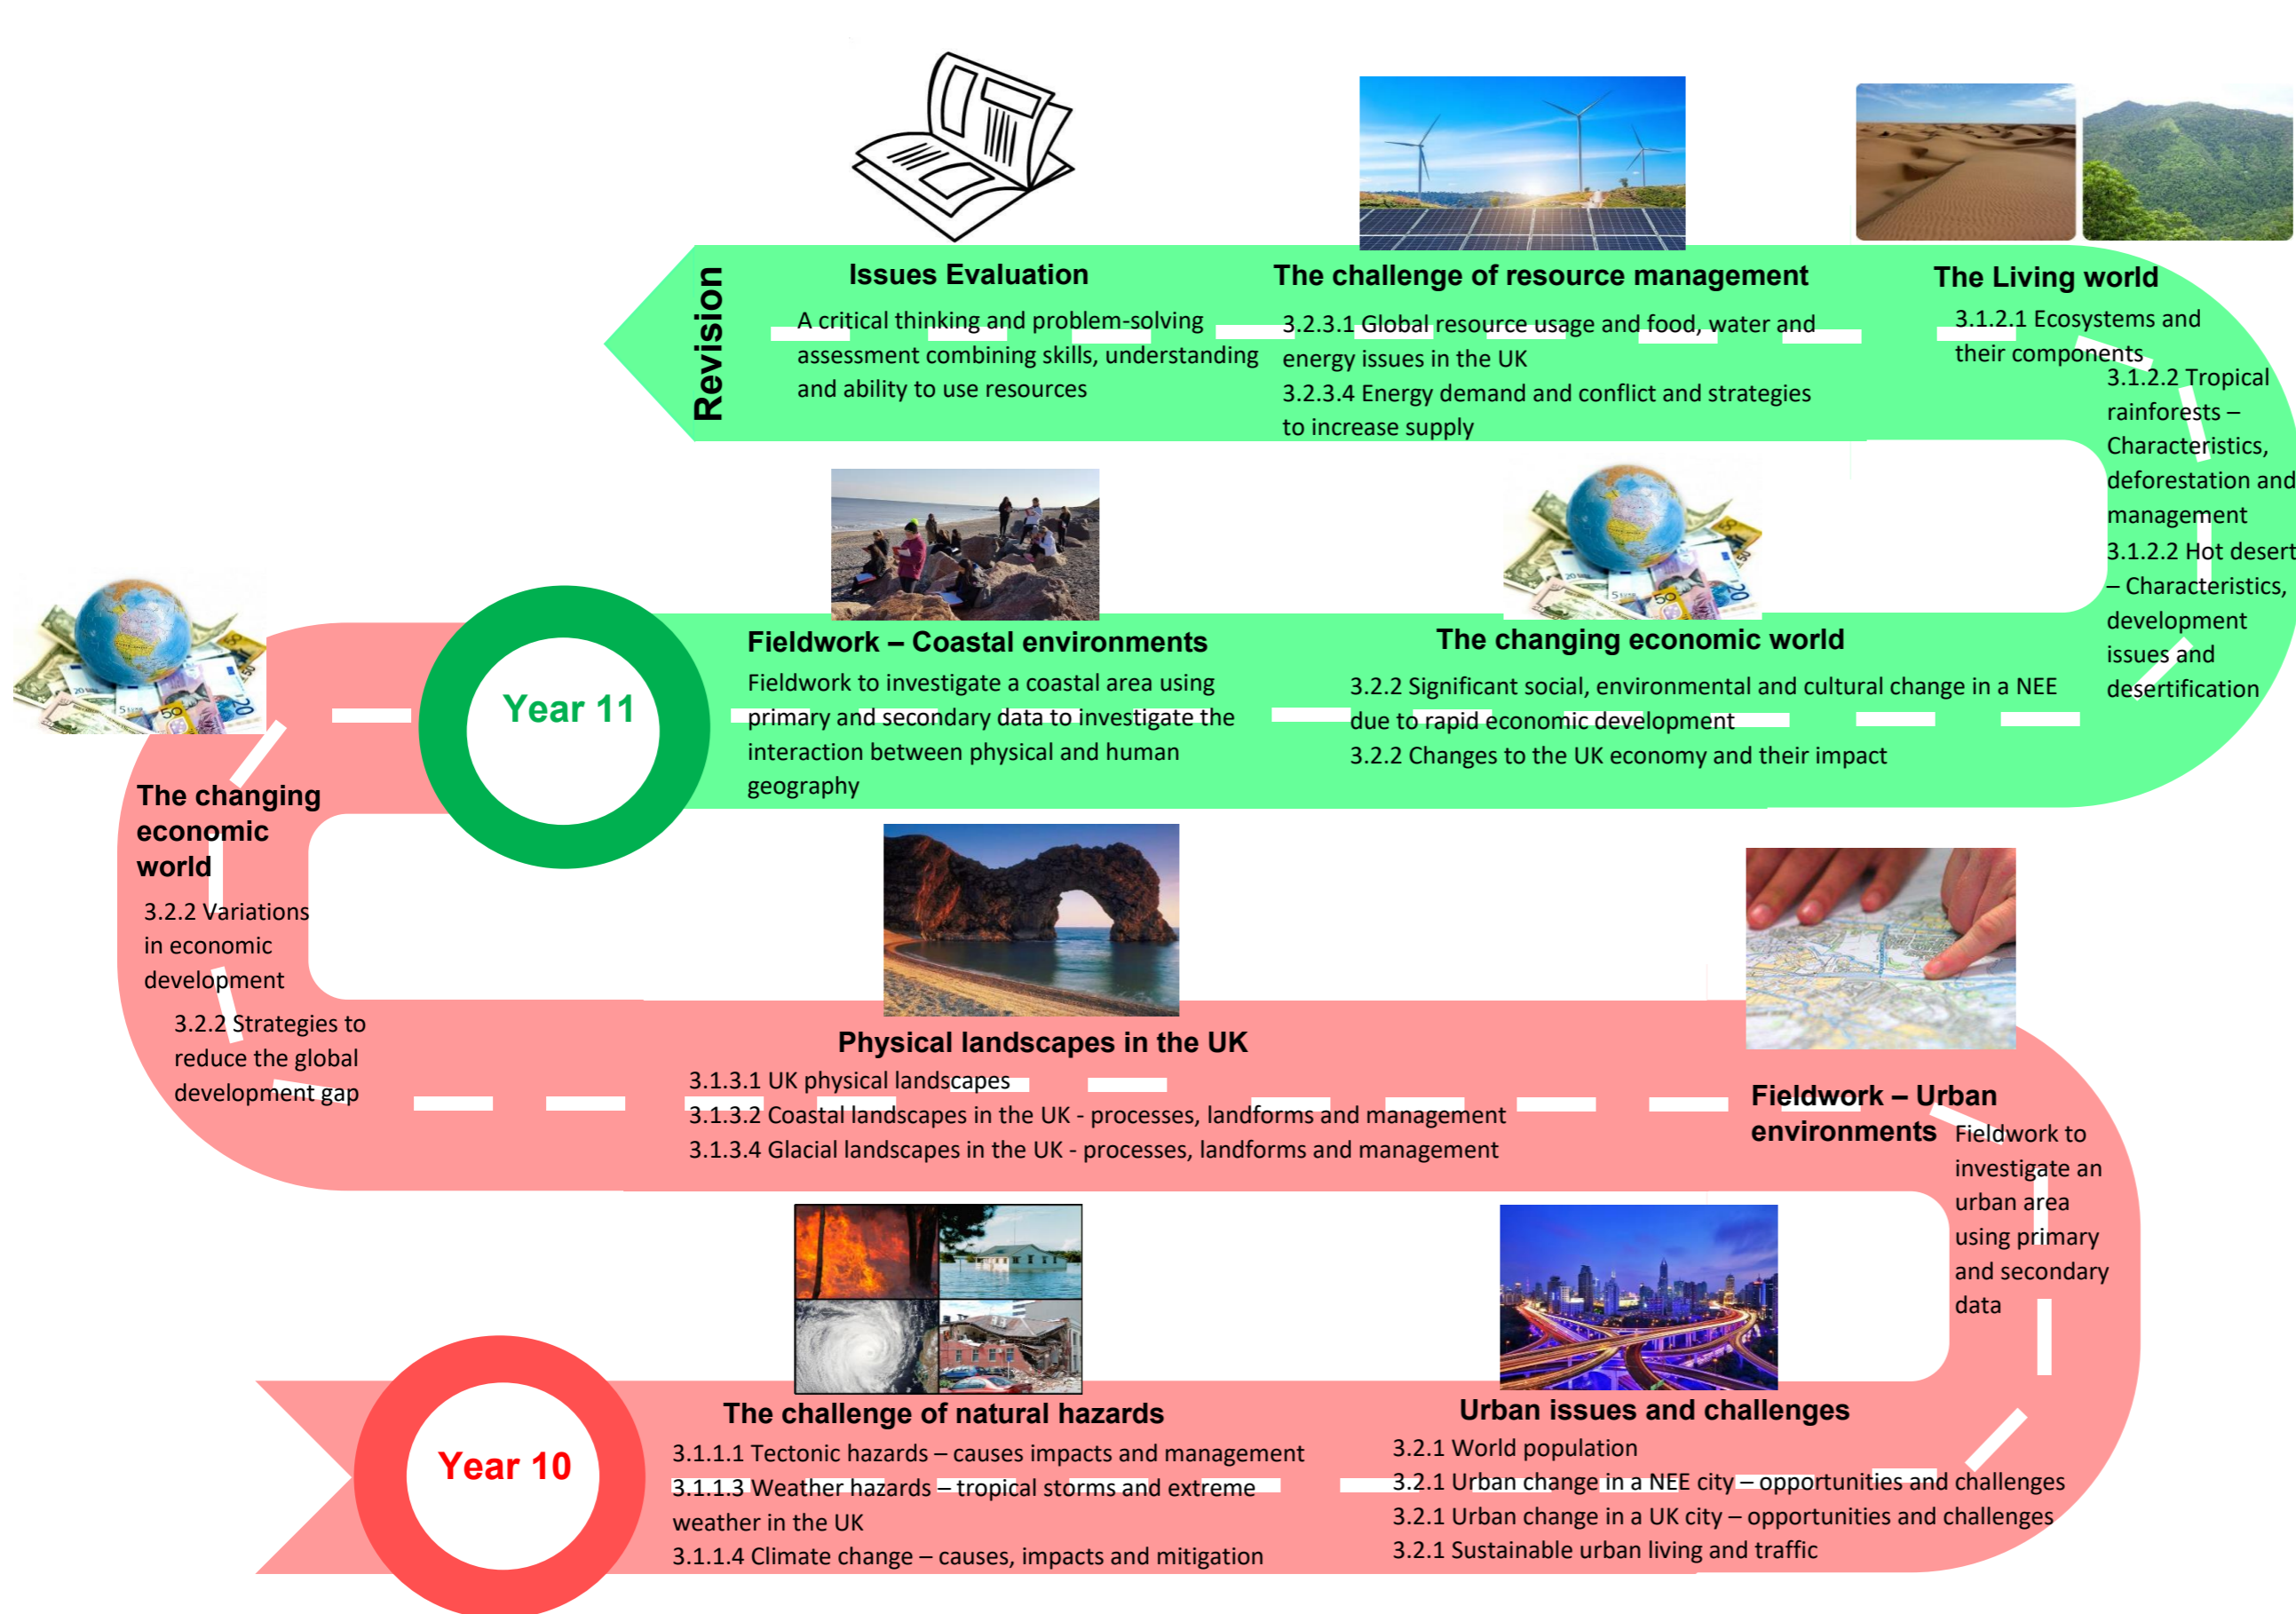 Revision
Issues Evaluation
A critical thinking and problem-solving
assessment combining skills, understanding
and ability to use resources
The challenge of resource management
3.2.3.1 Global resource usage and food, water and
energy issues in the UK
3.2.3.4 Energy demand and conflict and strategies
to increase supply
The Living world
3.1.2.1 Ecosystems and
their components
3.1.2.2 Tropical
rainforests –
Characteristics,
deforestation and
management
3.1.2.2 Hot desert
– Characteristics,
development
issues and
desertification
Year 11
Fieldwork – Coastal environments
Fieldwork to investigate a coastal area using
primary and secondary data to investigate the
interaction between physical and human
geography
The changing economic world
3.2.2 Significant social, environmental and cultural change in a NEE
due to rapid economic development
3.2.2 Changes to the UK economy and their impact
The changing
economic
world
3.2.2 Variations
in economic
development
3.2.2 Strategies to
reduce the global
development gap
Physical landscapes in the UK
3.1.3.1 UK physical landscapes
3.1.3.2 Coastal landscapes in the UK - processes, landforms and management
3.1.3.4 Glacial landscapes in the UK - processes, landforms and management
Fieldwork – Urban
environments
Fieldwork to
investigate an
urban area
using primary
and secondary
data
Year 10
The challenge of natural hazards
3.1.1.1 Tectonic hazards – causes impacts and management
3.1.1.3 Weather hazards – tropical storms and extreme
weather in the UK
3.1.1.4 Climate change – causes, impacts and mitigation
Urban issues and challenges
3.2.1 World population
3.2.1 Urban change in a NEE city – opportunities and challenges
3.2.1 Urban change in a UK city – opportunities and challenges
3.2.1 Sustainable urban living and traffic